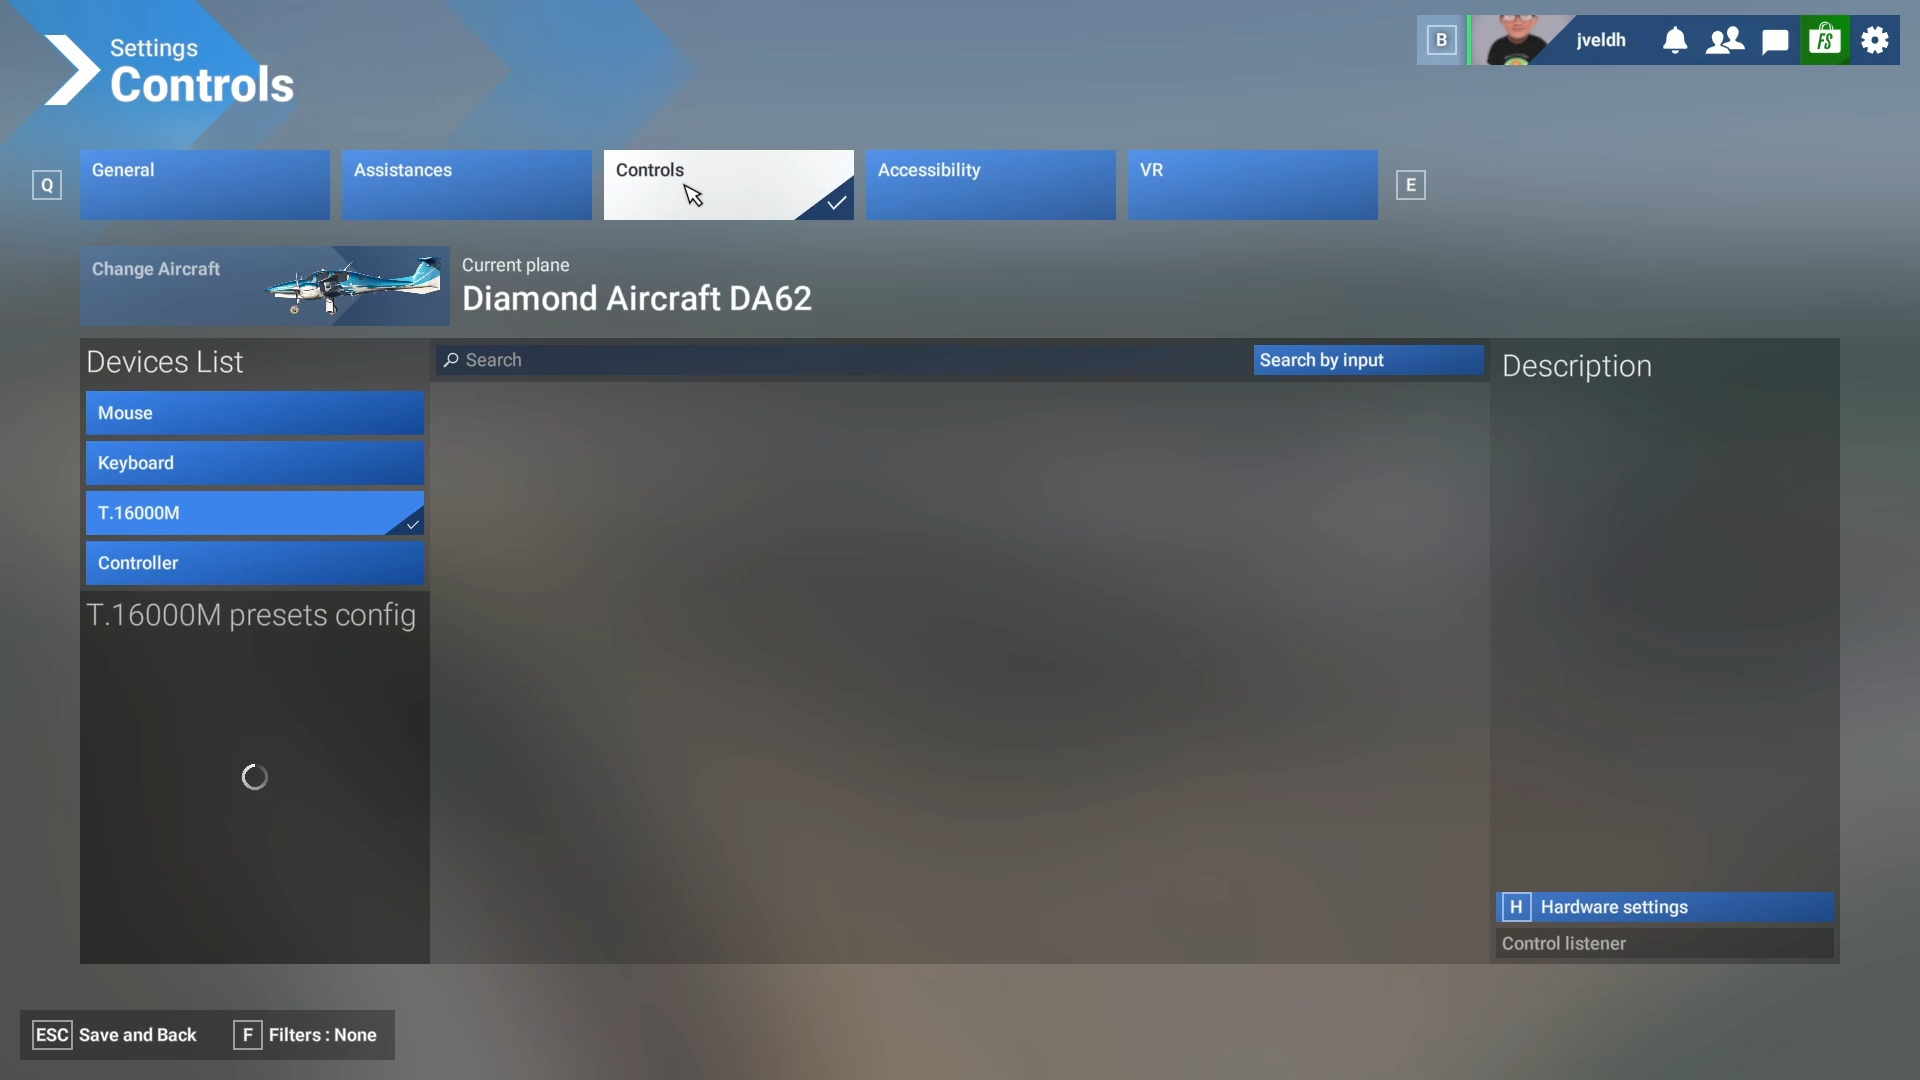 Settings
Controls
B
jveldh
FS
Q
General
Assistances
Controls
Accessibility
VR
E
Change Aircraft
Current plane
Diamond Aircraft DA62
Devices List
Search
Search by input
Description
Mouse
Keyboard
T.16000M
Controller
T.16000M presets config
H Hardware settings
Control listener
ESC Save and Back
F Filters : None